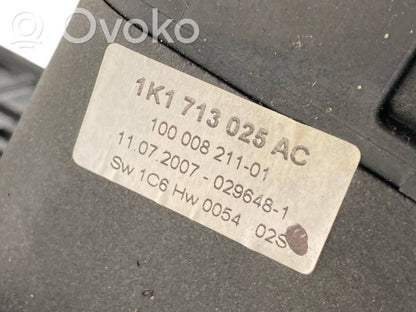 Ovoko
1K1 713 025 AC
100 008 211-01
11.07.2007 - 029648-1
Sw 1C6 Hw 0054 02S